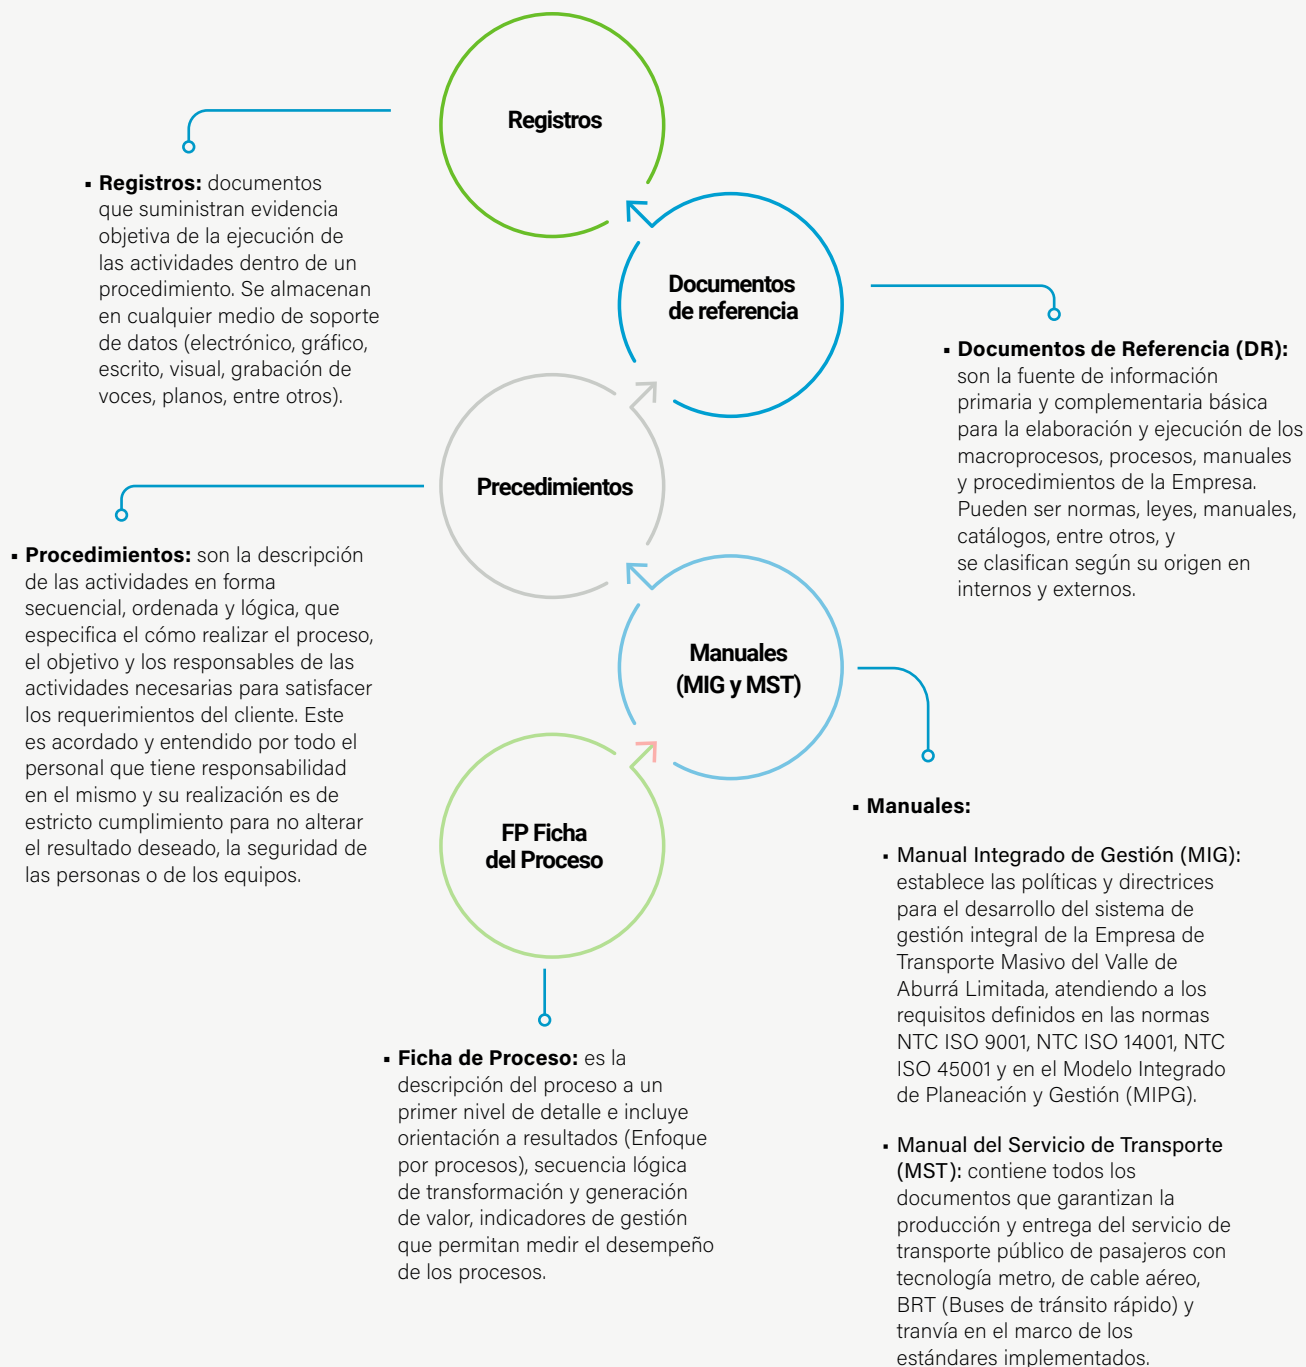 Registros
▪ Registros: documentos
que suministran evidencia
objetiva de la ejecución de
las actividades dentro de un
procedimiento. Se almacenan
en cualquier medio de soporte
de datos (electrónico, gráfico,
escrito, visual, grabación de
voces, planos, entre otros).
Documentos
de referencia
▪ Documentos de Referencia (DR):
son la fuente de información
primaria y complementaria básica
para la elaboración y ejecución de los
macroprocesos, procesos, manuales
y procedimientos de la Empresa.
Pueden ser normas, leyes, manuales,
catálogos, entre otros, y
se clasifican según su origen en
internos y externos.
Precedimientos
▪ Procedimientos: son la descripción
de las actividades en forma
secuencial, ordenada y lógica, que
especifica el cómo realizar el proceso,
el objetivo y los responsables de las
actividades necesarias para satisfacer
los requerimientos del cliente. Este
es acordado y entendido por todo el
personal que tiene responsabilidad
en el mismo y su realización es de
estricto cumplimiento para no alterar
el resultado deseado, la seguridad de
las personas o de los equipos.
Manuales
(MIG y MST)
▪ Manuales:
▪ Manual Integrado de Gestión (MIG):
establece las políticas y directrices
para el desarrollo del sistema de
gestión integral de la Empresa de
Transporte Masivo del Valle de
Aburrá Limitada, atendiendo a los
requisitos definidos en las normas
NTC ISO 9001, NTC ISO 14001, NTC
ISO 45001 y en el Modelo Integrado
de Planeación y Gestión (MIPG).
▪ Manual del Servicio de Transporte
(MST): contiene todos los
documentos que garantizan la
producción y entrega del servicio de
transporte público de pasajeros con
tecnología metro, de cable aéreo,
BRT (Buses de tránsito rápido) y
tranvía en el marco de los
estándares implementados.
FP Ficha
del Proceso
▪ Ficha de Proceso: es la
descripción del proceso a un
primer nivel de detalle e incluye
orientación a resultados (Enfoque
por procesos), secuencia lógica
de transformación y generación
de valor, indicadores de gestión
que permitan medir el desempeño
de los procesos.